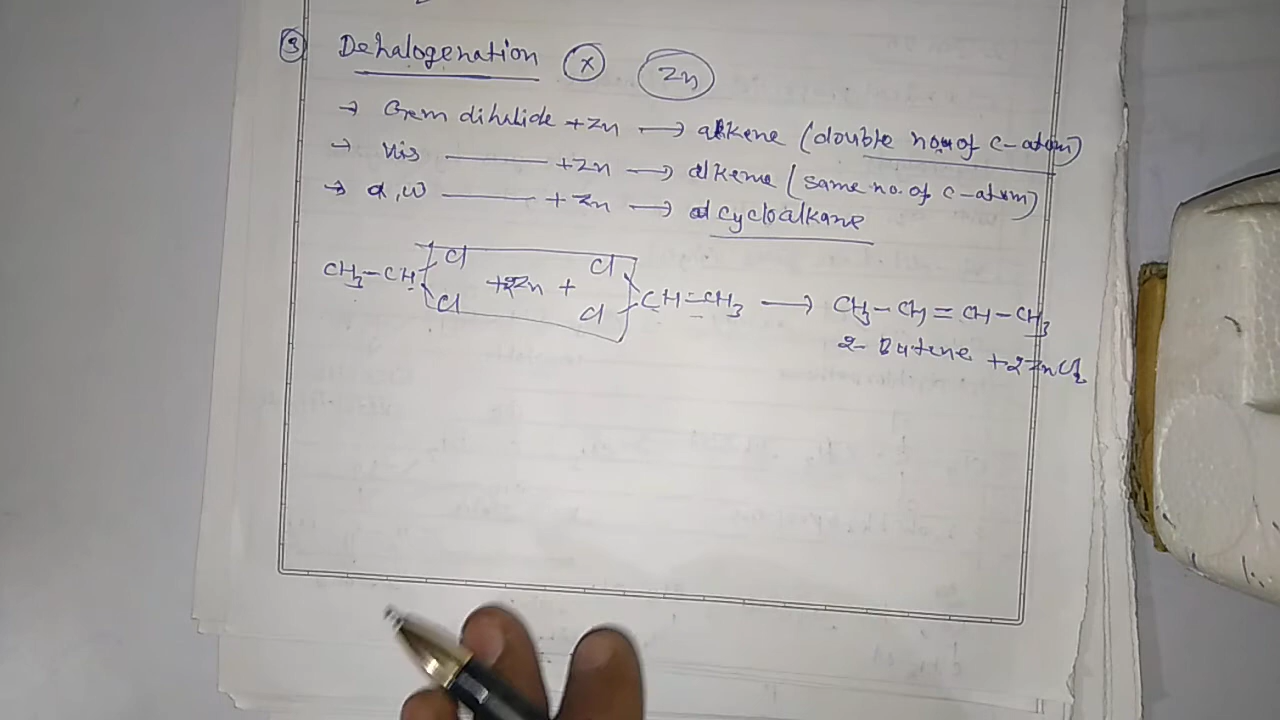 ③ Dehalogenation Ⓧ Zn
→ Gem dihalide + Zn → alkene (double no. of C-atom)
→ Vis ——— + Zn → alkene (same no. of C-atom)
→ α, ω ——— + Zn → cycloalkane
CH3-CH Cl Cl + 2Zn + Cl Cl CH-CH3 → CH3-CH=CH-CH3
2-Butene + 2ZnCl2